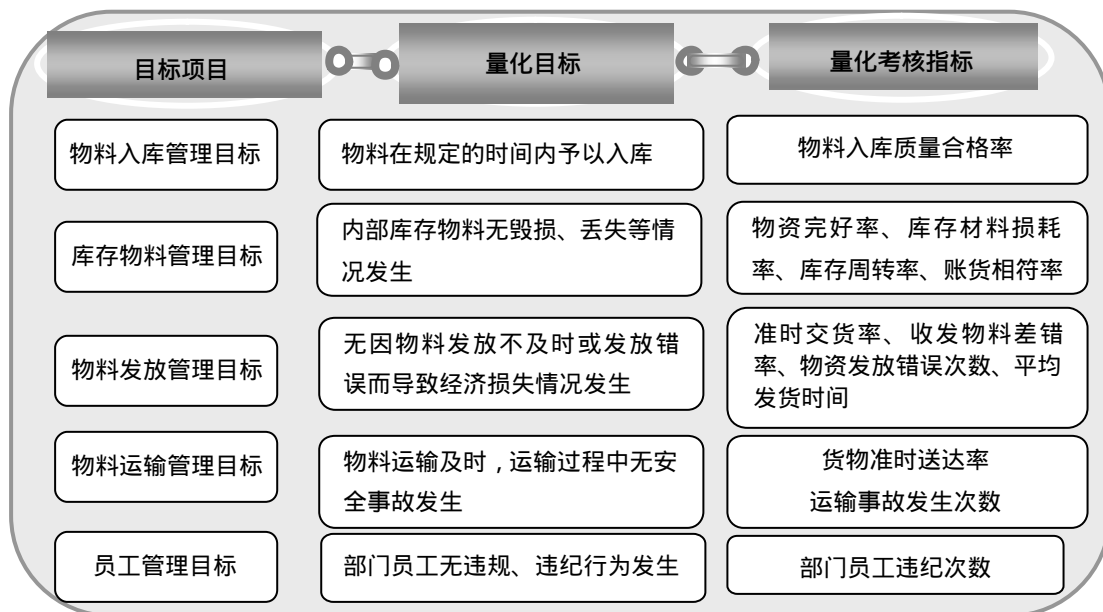 目标项目
量化目标
量化考核指标
物料入库管理目标
物料在规定的时间内予以入库
物料入库质量合格率
库存物料管理目标
内部库存物料无毁损、丢失等情
况发生
物资完好率、库存材料损耗
率、库存周转率、账货相符率
物料发放管理目标
无因物料发放不及时或发放错
误而导致经济损失情况发生
准时交货率、收发物料差错
率、物资发放错误次数、平均
发货时间
物料运输管理目标
物料运输及时，运输过程中无安
全事故发生
货物准时送达率
运输事故发生次数
员工管理目标
部门员工无违规、违纪行为发生
部门员工违纪次数